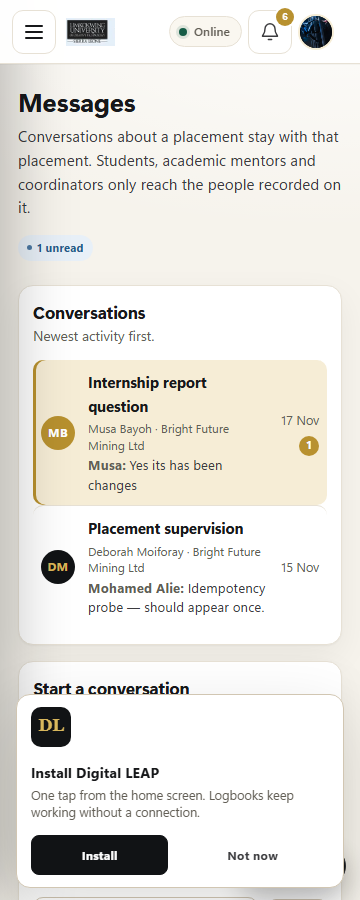 LIMKOKWING
UNIVERSITY
SIERRA LEONE
Online
6
Messages
Conversations about a placement stay with that
placement. Students, academic mentors and
coordinators only reach the people recorded on
it.
1 unread
Conversations
Newest activity first.
Internship report
question
MB
Musa Bayoh · Bright Future
Mining Ltd
17 Nov
1
Musa: Yes its has been
changes
Placement supervision
DM
Deborah Moiforay · Bright Future
Mining Ltd
15 Nov
Mohamed Alie: Idempotency
probe — should appear once.
Start a conversation
DL
Install Digital LEAP
One tap from the home screen. Logbooks keep
working without a connection.
Install
Not now